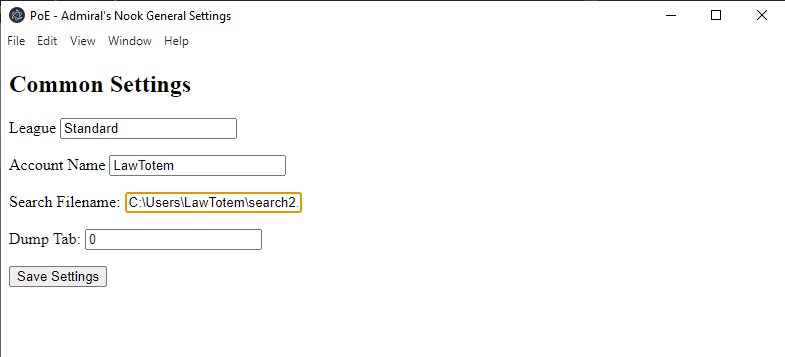 PoE - Admiral's Nook General Settings
File Edit View Window Help
Common Settings
League Standard
Account Name LawTotem
Search Filename: C:\Users\LawTotem\search2.
Dump Tab: 0
Save Settings